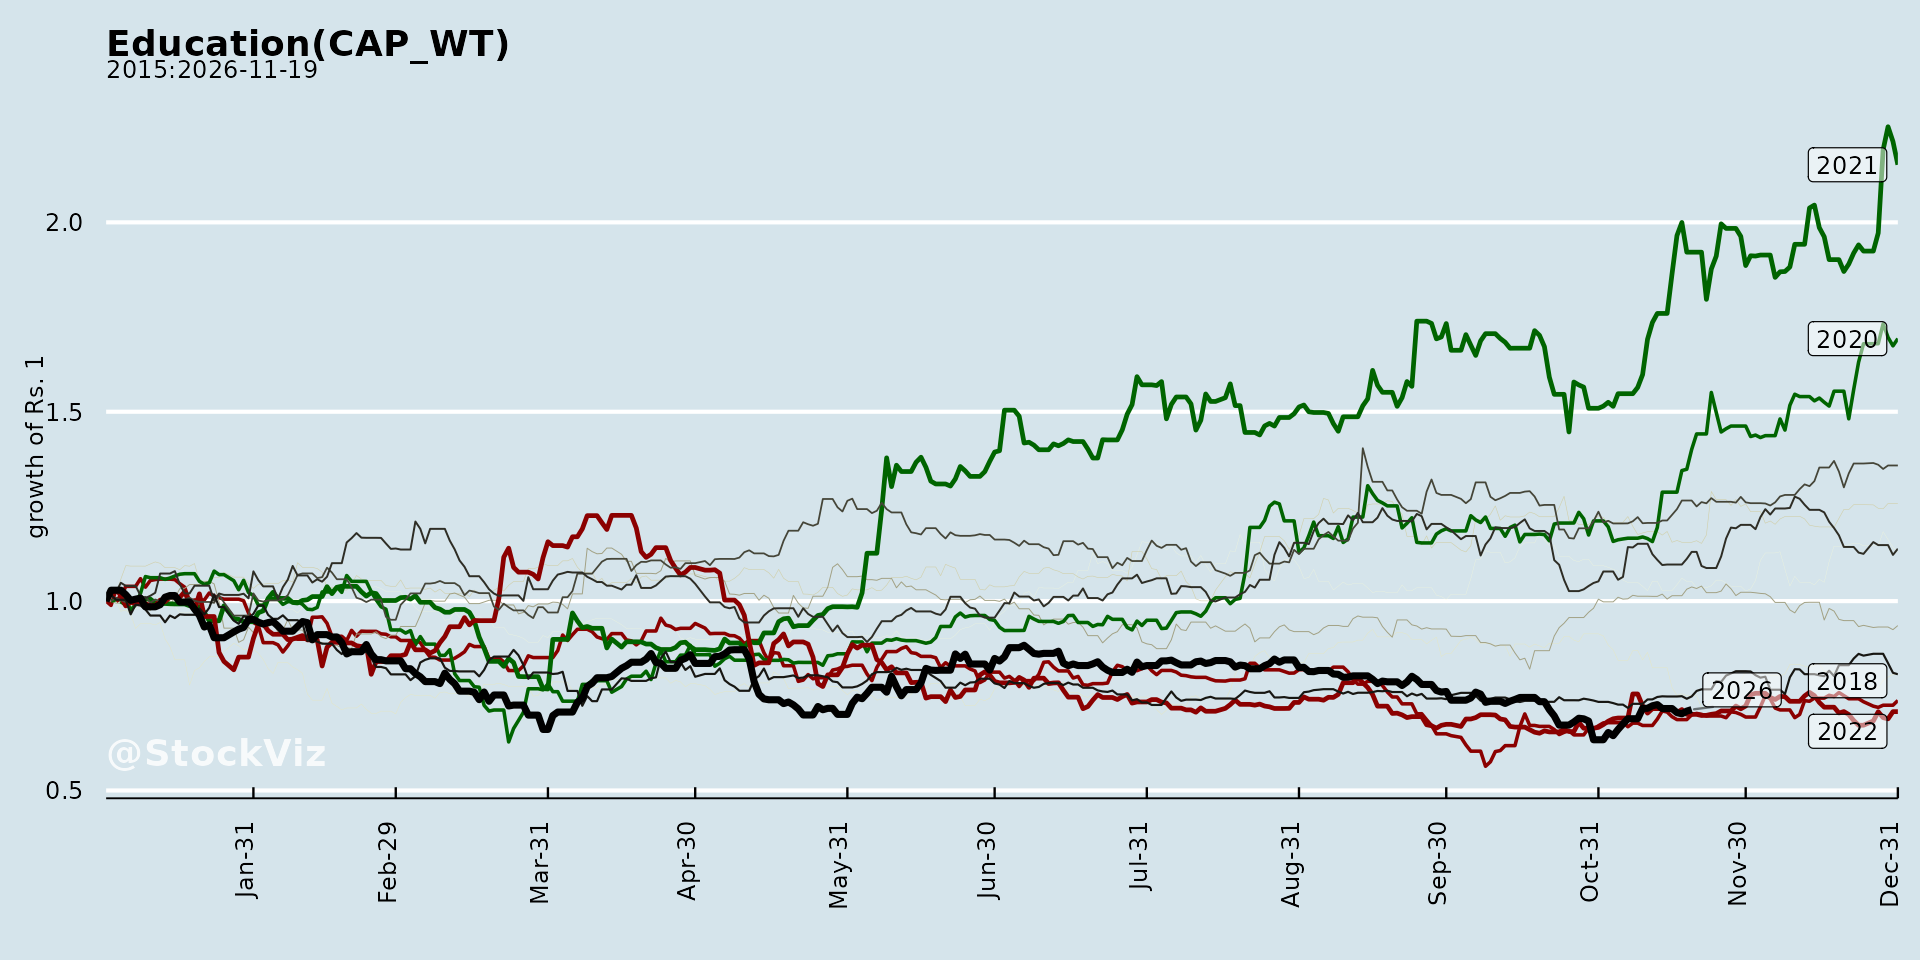 Education(CAP_WT)
2015:2026-11-19
growth of Rs. 1
2.0
1.5
1.0
0.5
2021
2020
2026
2018
2022
@StockViz
Jan-31
Feb-29
Mar-31
Apr-30
May-31
Jun-30
Jul-31
Aug-31
Sep-30
Oct-31
Nov-30
Dec-31